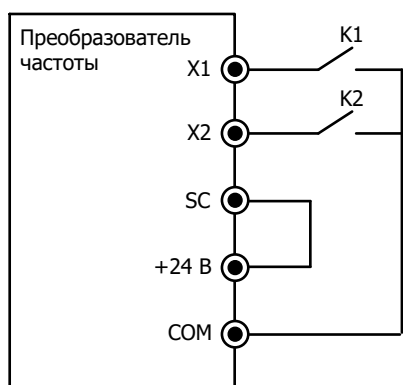 Преобразователь
частоты
K1
X1
K2
X2
SC
+24 В
COM